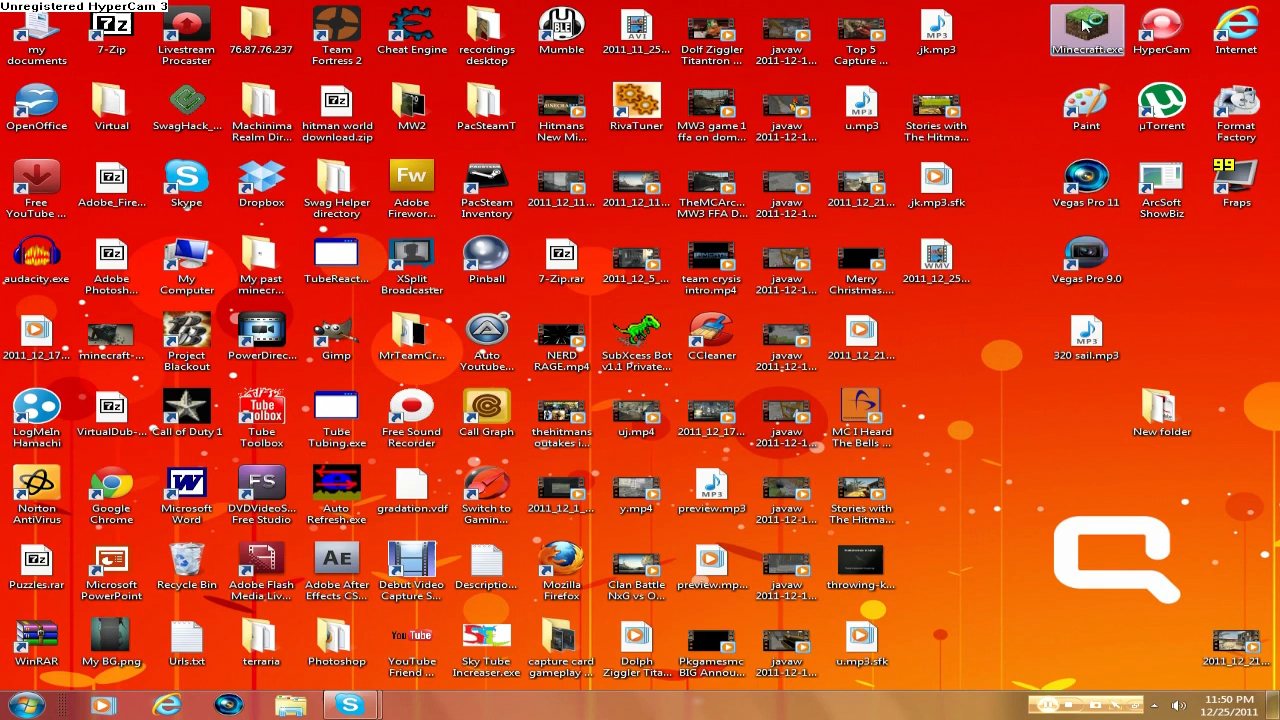 Unregistered HyperCam 3
my documents
7-Zip
Livestream Procaster
76.87.76.237
Team Fortress 2
Cheat Engine
recordings desktop
Mumble
2011_11_25...
Dolf Ziggler Titantron ...
javaw 2011-12-1...
Top 5 Capture ...
.jk.mp3
Minecraft.exe
HyperCam
Internet
OpenOffice
Virtual
SwagHack_...
Machinima Realm Dir...
hitman world download.zip
MW2
PacSteamT
Hitmans New Mi...
RivaTuner
MW3 game 1 ffa on dom...
javaw 2011-12-1...
u.mp3
Stories with The Hitma...
Paint
µTorrent
Format Factory
Free YouTube ...
Adobe_Fire...
Skype
Dropbox
Swag Helper directory
Adobe Firewor...
PacSteam Inventory
2011_12_11...
2011_12_11...
TheMCArc... MW3 FFA D...
javaw 2011-12-1...
2011_12_21...
.jk.mp3.sfk
Vegas Pro 11
ArcSoft ShowBiz
99
Fraps
audacity.exe
Adobe Photosh...
My Computer
My past minecr...
TubeReact...
XSplit Broadcaster
Pinball
7-Zip.rar
2011_12_5_...
team crysis intro.mp4
javaw 2011-12-1...
Merry Christmas....
2011_12_25...
Vegas Pro 9.0
2011_12_17...
minecraft-...
Project Blackout
PowerDirec...
Gimp
MrTeamCr...
Auto Youtube...
NERD RAGE.mp4
SubXcess Bot v1.1 Private...
CCleaner
javaw 2011-12-1...
2011_12_21...
320 sail.mp3
LogMeIn Hamachi
VirtualDub-...
Call of Duty 1
Tube Toolbox
Tube Tubing.exe
Free Sound Recorder
Call Graph
thehitmans outakes i...
uj.mp4
2011_12_17...
javaw 2011-12-1...
MC I Heard The Bells ...
New folder
Norton AntiVirus
Google Chrome
Microsoft Word
DVDVideoS... Free Studio
Auto Refresh.exe
gradation.vdf
Switch to Gamin...
2011_12_1_...
y.mp4
preview.mp3
javaw 2011-12-1...
Stories with The Hitma...
Puzzles.rar
Microsoft PowerPoint
Recycle Bin
Adobe Flash Media Liv...
Adobe After Effects CS...
Debut Video Capture S...
Descriptio...
Mozilla Firefox
Clan Battle NxG vs O...
preview.mp...
javaw 2011-12-1...
throwing-k...
WinRAR
My BG.png
Urls.txt
terraria
Photoshop
YouTube Friend ...
Sky Tube Increaser.exe
capture card gameplay ...
Dolph Ziggler Tita...
Pkgamesmc BIG Annou...
javaw 2011-12-1...
u.mp3.sfk
2011_12_21...
11:50 PM
12/25/2011